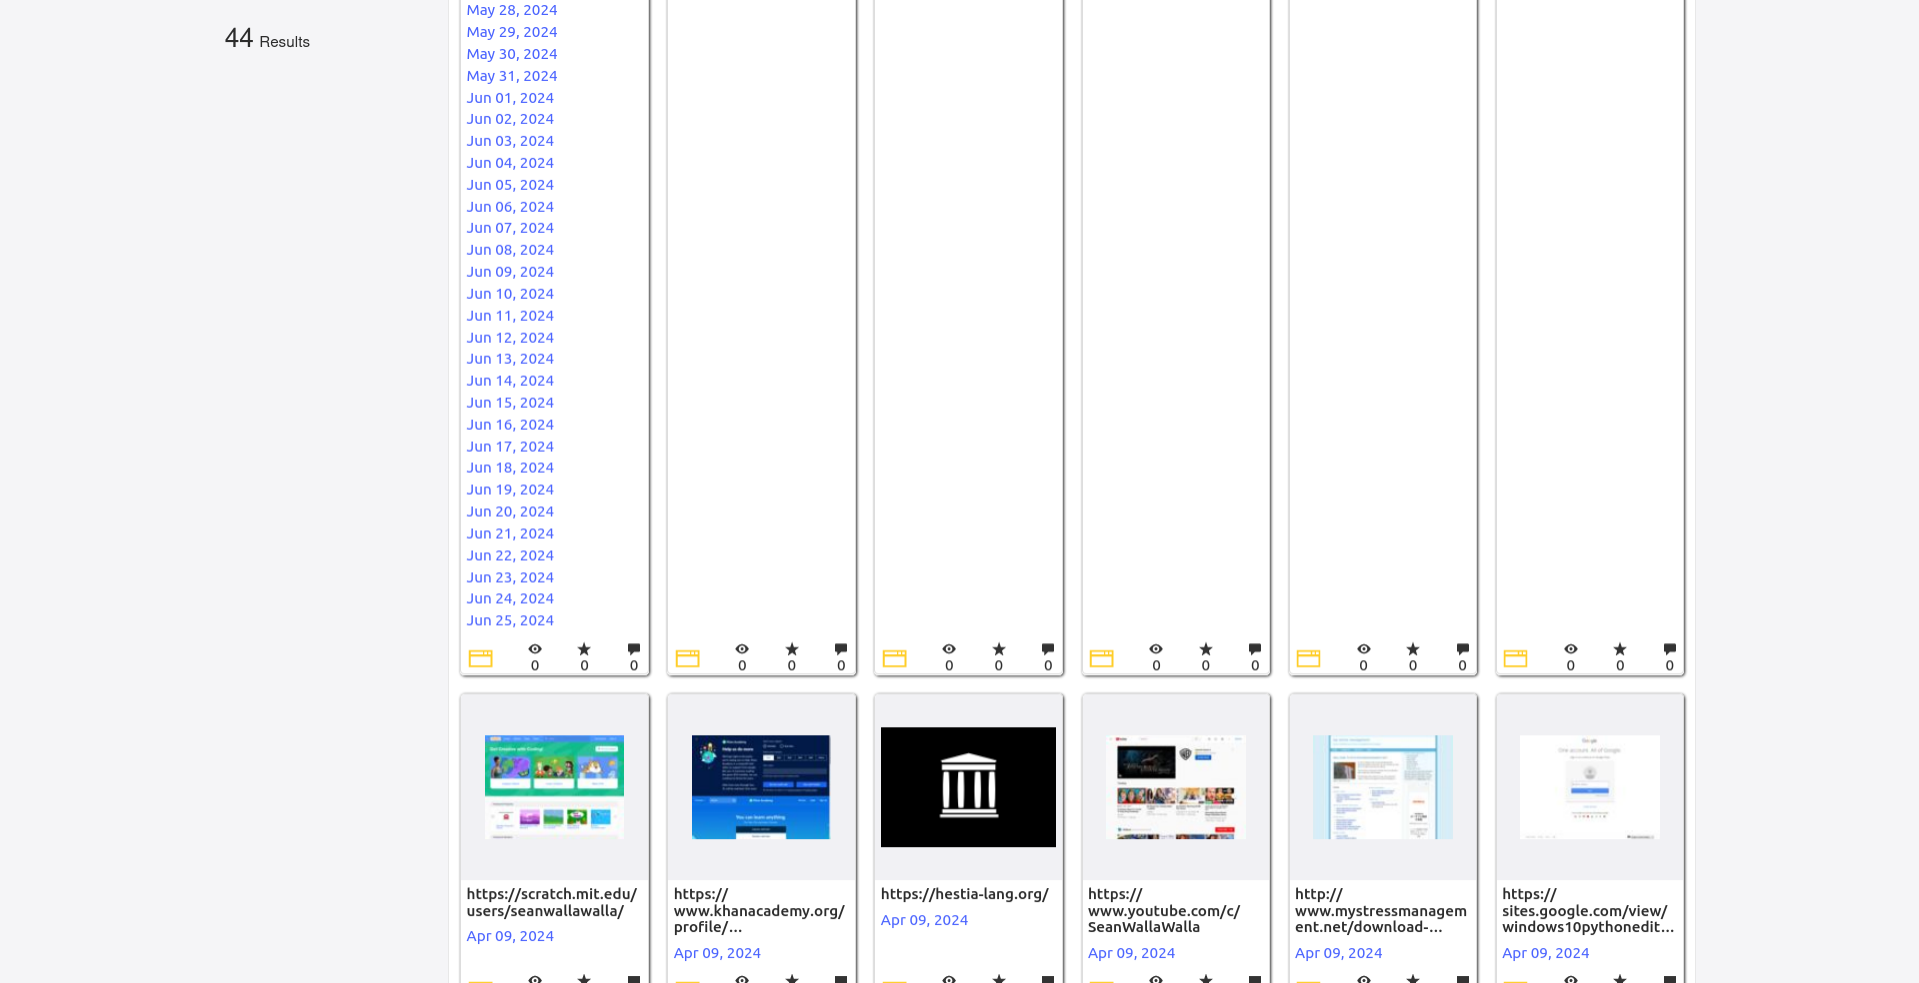 44 Results
May 28, 2024
May 29, 2024
May 30, 2024
May 31, 2024
Jun 01, 2024
Jun 02, 2024
Jun 03, 2024
Jun 04, 2024
Jun 05, 2024
Jun 06, 2024
Jun 07, 2024
Jun 08, 2024
Jun 09, 2024
Jun 10, 2024
Jun 11, 2024
Jun 12, 2024
Jun 13, 2024
Jun 14, 2024
Jun 15, 2024
Jun 16, 2024
Jun 17, 2024
Jun 18, 2024
Jun 19, 2024
Jun 20, 2024
Jun 21, 2024
Jun 22, 2024
Jun 23, 2024
Jun 24, 2024
Jun 25, 2024
0 0 0
0 0 0
0 0 0
0 0 0
0 0 0
0 0 0
https://scratch.mit.edu/
users/seanwallawalla/
Apr 09, 2024
https://
www.khanacademy.org/
profile/...
Apr 09, 2024
https://hestia-lang.org/
Apr 09, 2024
https://
www.youtube.com/c/
SeanWallaWalla
Apr 09, 2024
http://
www.mystressmanagem
ent.net/download-...
Apr 09, 2024
https://
sites.google.com/view/
windows10pythonedit...
Apr 09, 2024